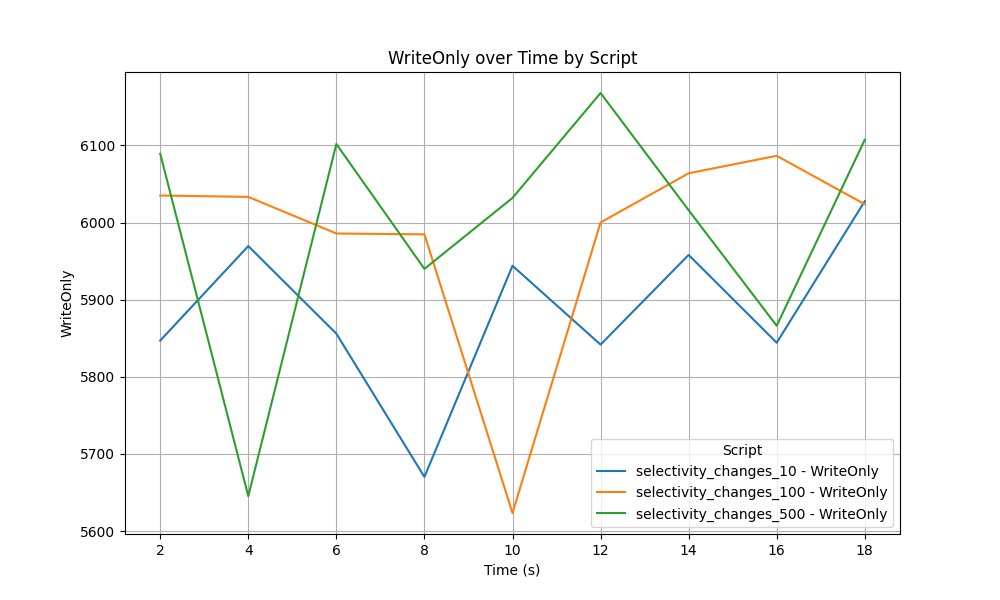 WriteOnly over Time by Script
WriteOnly
6100
6000
5900
5800
5700
5600
2 4 6 8 10 12 14 16 18
Time (s)
Script
selectivity_changes_10 - WriteOnly
selectivity_changes_100 - WriteOnly
selectivity_changes_500 - WriteOnly